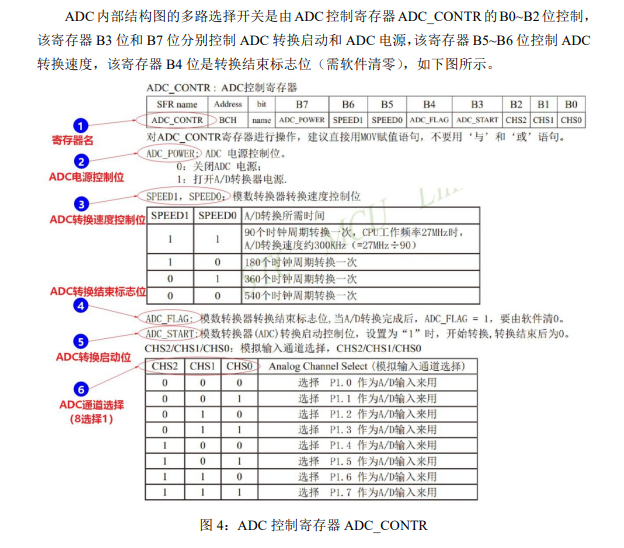 ADC 内部结构图的多路选择开关是由 ADC 控制寄存器 ADC_CONTR 的 B0~B2 位控制，
该寄存器 B3 位和 B7 位分别控制 ADC 转换启动和 ADC 电源，该寄存器 B5~B6 位控制 ADC
转换速度，该寄存器 B4 位是转换结束标志位（需软件清零），如下图所示。
ADC_CONTR : ADC控制寄存器
SFR name Address bit B7 B6 B5 B4 B3 B2 B1 B0
ADC_CONTR BCH name ADC_POWER SPEED1 SPEED0 ADC_FLAG ADC_START CHS2 CHS1 CHS0
1
寄存器名
对ADC_CONTR寄存器进行操作，建议直接用MOV赋值语句，不要用‘与’和‘或’语句。
2
ADC电源控制位
ADC_POWER: ADC 电源控制位。
0：关闭ADC 电源；
1：打开A/D转换器电源.
3
ADC转换速度控制位
SPEED1, SPEED0: 模数转换器转换速度控制位
SPEED1 SPEED0 A/D转换所需时间
1 1 90个时钟周期转换一次，CPU工作频率27MHz时，
A/D转换速度约300KHz（=27MHz÷90）
1 0 180个时钟周期转换一次
0 1 360个时钟周期转换一次
0 0 540个时钟周期转换一次
MCU Lim
ADC转换结束标志位
4
ADC_FLAG: 模数转换器转换结束标志位,当A/D转换完成后，ADC_FLAG = 1，要由软件清0。
5
ADC转换启动位
ADC_START: 模数转换器(ADC)转换启动控制位，设置为“1”时，开始转换,转换结束后为0。
CHS2/CHS1/CHS0：模拟输入通道选择，CHS2/CHS1/CHS0
6
ADC通道选择
（8选择1）
CHS2 CHS1 CHS0 Analog Channel Select (模拟输入通道选择)
0 0 0 选择 P1.0 作为A/D输入来用
0 0 1 选择 P1.1 作为A/D输入来用
0 1 0 选择 P1.2 作为A/D输入来用
0 1 1 选择 P1.3 作为A/D输入来用
1 0 0 选择 P1.4 作为A/D输入来用
1 0 1 选择 P1.5 作为A/D输入来用
1 1 0 选择 P1.6 作为A/D输入来用
1 1 1 选择 P1.7 作为A/D输入来用
图 4：ADC 控制寄存器 ADC_CONTR